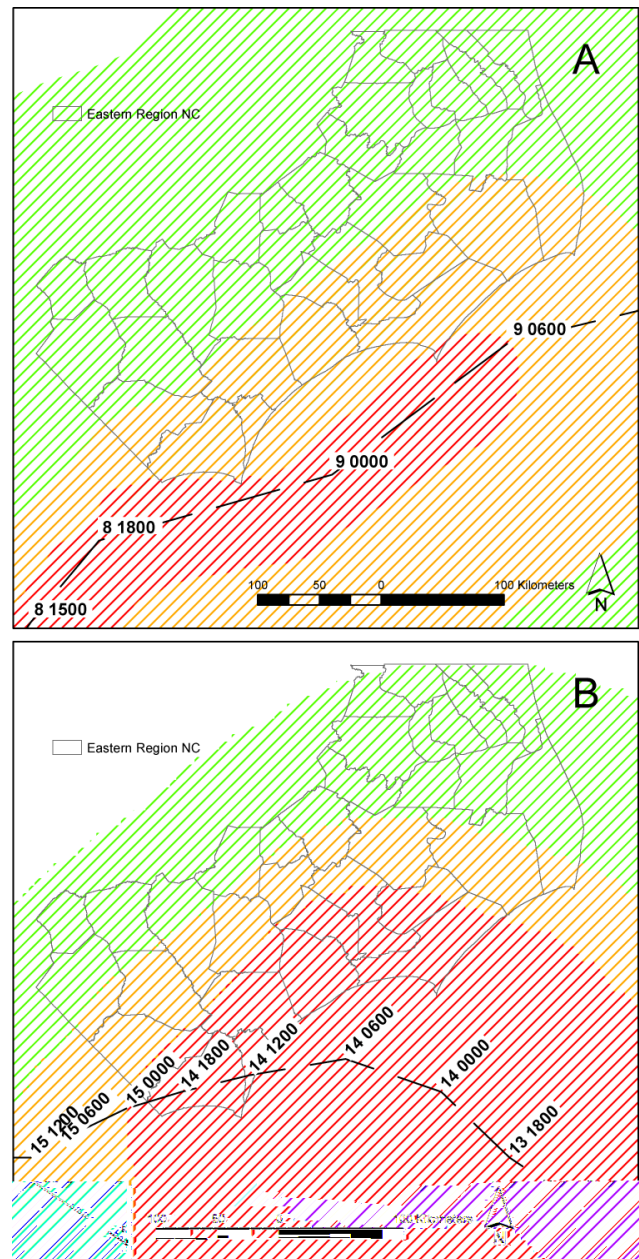 A
Eastern Region NC
9 0600
9 0000
8 1800
8 1500
100 50 0 100 Kilometers
N
B
Eastern Region NC
14 0600
14 1200
14 1800
15 0000
15 0600
15 1200
14 0000
13 1800